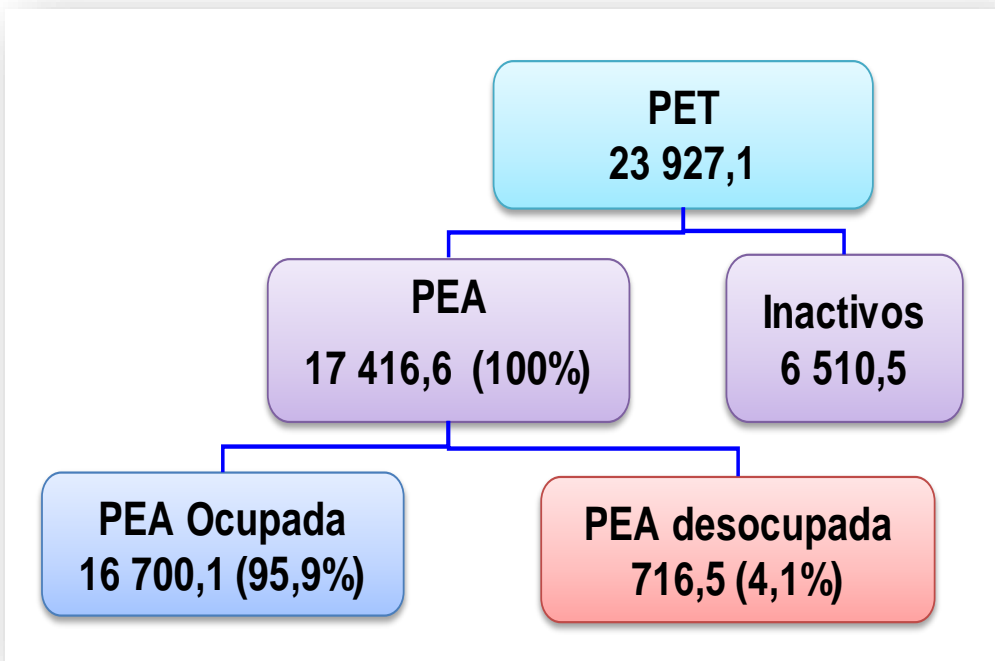 PET
23 927,1
PEA
17 416,6 (100%)
Inactivos
6 510,5
PEA Ocupada
16 700,1 (95,9%)
PEA desocupada
716,5 (4,1%)